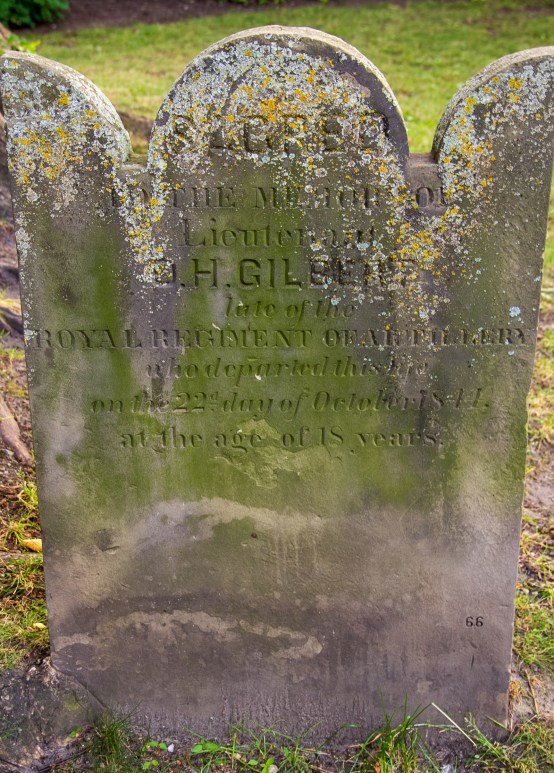 SACRED
TO THE MEMORY OF
Lieutenant
H. GILBERT
late of the
ROYAL REGIMENT OF ARTILLERY
who departed this life
on the 22d. day of October 1844.
at the age of 18 years.
66